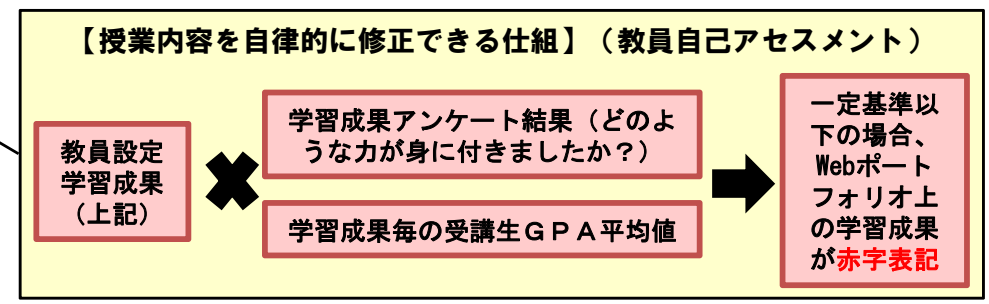 【授業内容を自律的に修正できる仕組】（教員自己アセスメント）
教員設定
学習成果
（上記）
学習成果アンケート結果（どのよ
うな力が身に付きましたか？）
学習成果毎の受講生ＧＰＡ平均値
一定基準以
下の場合、
Webポート
フォリオ上
の学習成果
が赤字表記